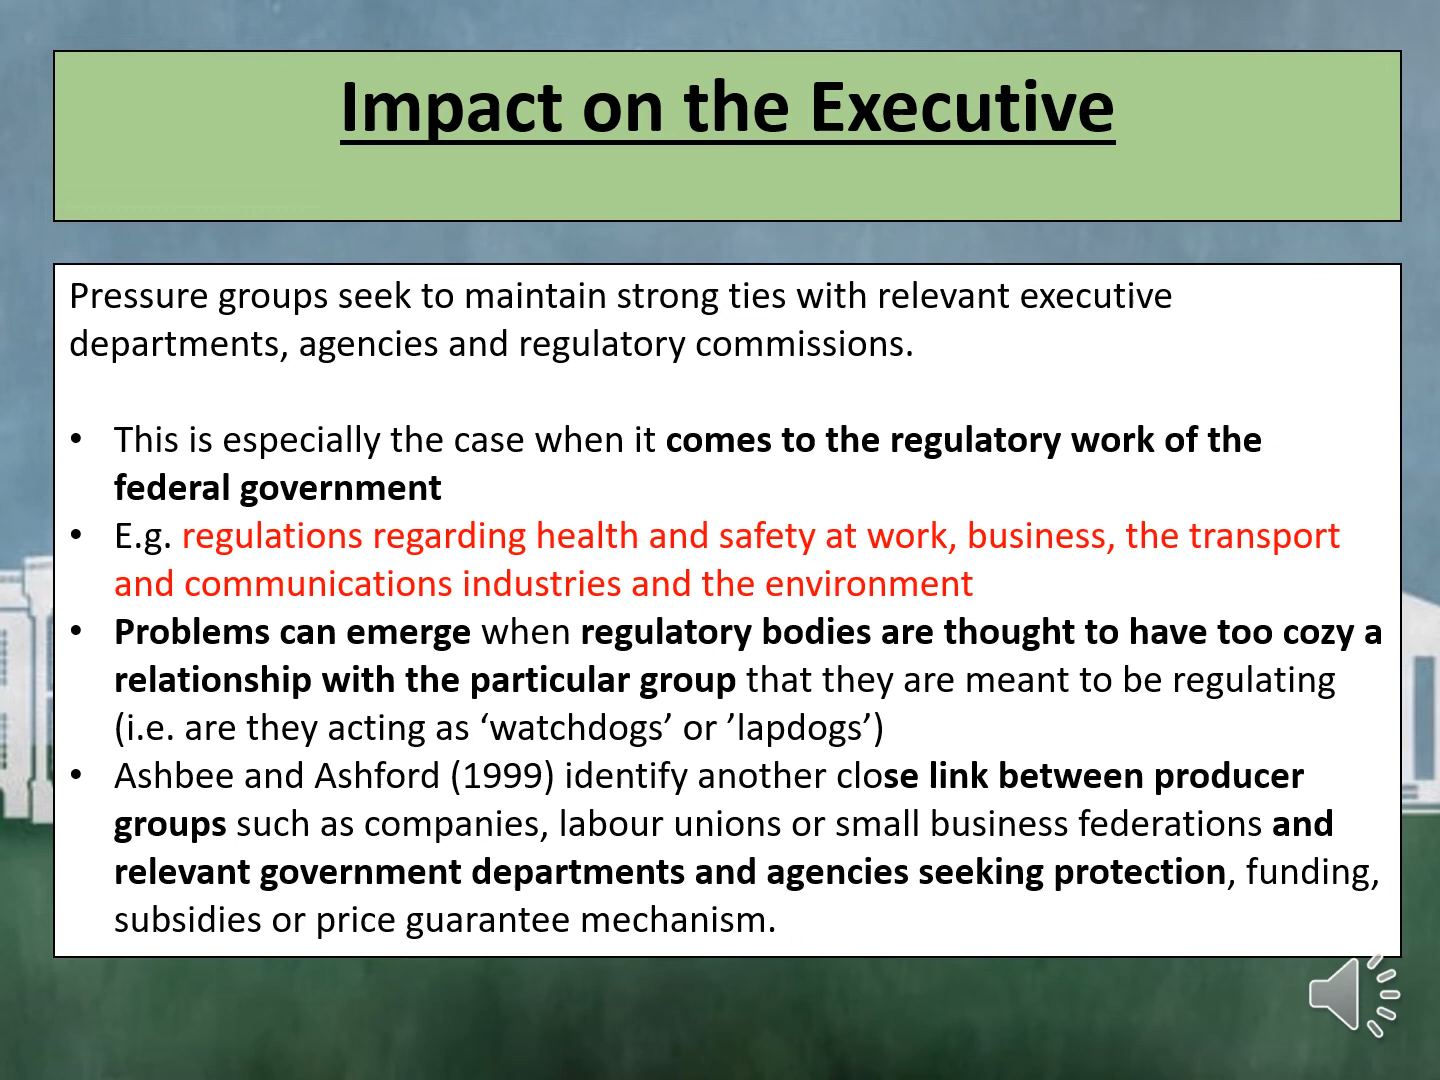 Impact on the Executive
Pressure groups seek to maintain strong ties with relevant executive
departments, agencies and regulatory commissions.
• This is especially the case when it comes to the regulatory work of the
federal government
• E.g. regulations regarding health and safety at work, business, the transport
and communications industries and the environment
• Problems can emerge when regulatory bodies are thought to have too cozy a
relationship with the particular group that they are meant to be regulating
(i.e. are they acting as ‘watchdogs’ or ’lapdogs’)
• Ashbee and Ashford (1999) identify another close link between producer
groups such as companies, labour unions or small business federations and
relevant government departments and agencies seeking protection, funding,
subsidies or price guarantee mechanism.